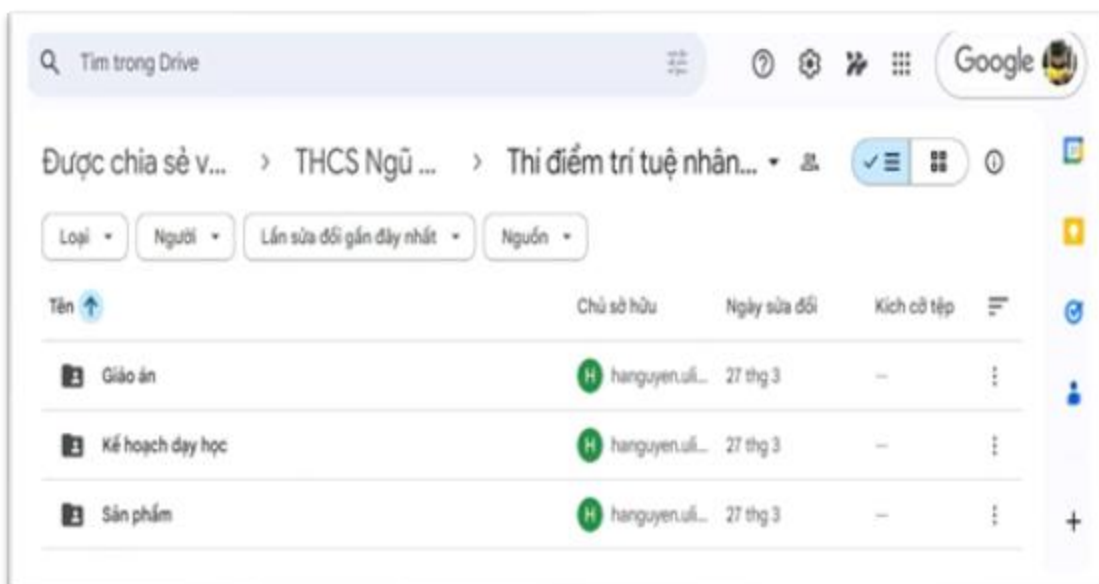 Tìm trong Drive
Google
Được chia sẻ v... > THCS Ngũ ... > Thí điểm trí tuệ nhân...
Loại Người Lần sửa đổi gần đây nhất Nguồn
Tên Chủ sở hữu Ngày sửa đổi Kích cỡ tệp
Giáo án H hanguyen.uli... 27 thg 3 —
Kế hoạch dạy học H hanguyen.uli... 27 thg 3 —
Sản phẩm H hanguyen.uli... 27 thg 3 —